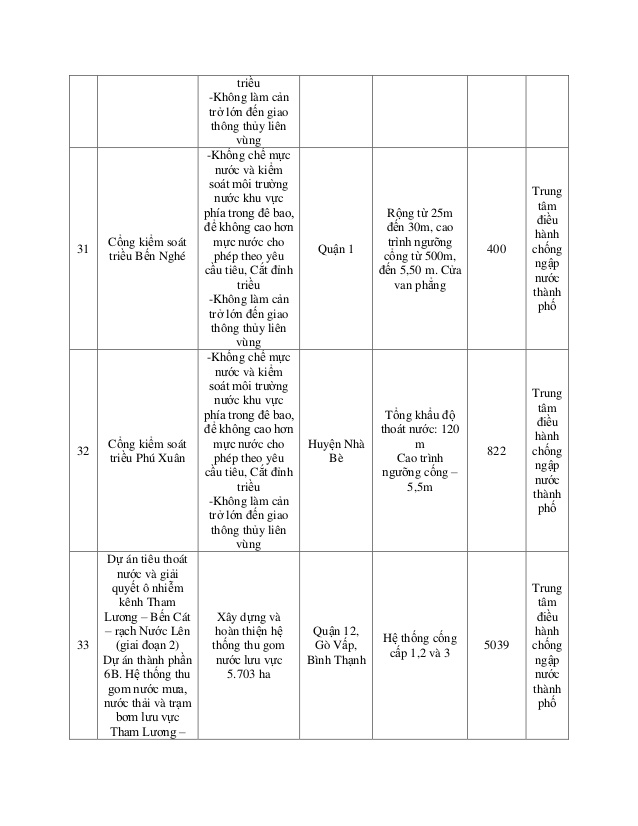 triều
-Không làm cản
trở lớn đến giao
thông thủy liên
vùng
31
Cống kiểm soát
triều Bến Nghé
-Khống chế mực
nước và kiểm
soát môi trường
nước khu vực
phía trong đê bao,
để không cao hơn
mực nước cho
phép theo yêu
cầu tiêu, Cắt đỉnh
triều
-Không làm cản
trở lớn đến giao
thông thủy liên
vùng
Quận 1
Rộng từ 25m
đến 30m, cao
trình ngưỡng
cống từ 500m,
đến 5,50 m. Cửa
van phẳng
400
Trung
tâm
điều
hành
chống
ngập
nước
thành
phố
32
Cống kiểm soát
triều Phú Xuân
-Khống chế mực
nước và kiểm
soát môi trường
nước khu vực
phía trong đê bao,
để không cao hơn
mực nước cho
phép theo yêu
cầu tiêu, Cắt đỉnh
triều
-Không làm cản
trở lớn đến giao
thông thủy liên
vùng
Huyện Nhà
Bè
Tổng khẩu độ
thoát nước: 120
m
Cao trình
ngưỡng cống –
5,5m
822
Trung
tâm
điều
hành
chống
ngập
nước
thành
phố
33
Dự án tiêu thoát
nước và giải
quyết ô nhiễm
kênh Tham
Lương – Bến Cát
– rạch Nước Lên
(giai đoạn 2)
Dự án thành phần
6B. Hệ thống thu
gom nước mưa,
nước thải và trạm
bơm lưu vực
Tham Lương –
Xây dựng và
hoàn thiện hệ
thống thu gom
nước lưu vực
5.703 ha
Quận 12,
Gò Vấp,
Bình Thạnh
Hệ thống cống
cấp 1,2 và 3
5039
Trung
tâm
điều
hành
chống
ngập
nước
thành
phố